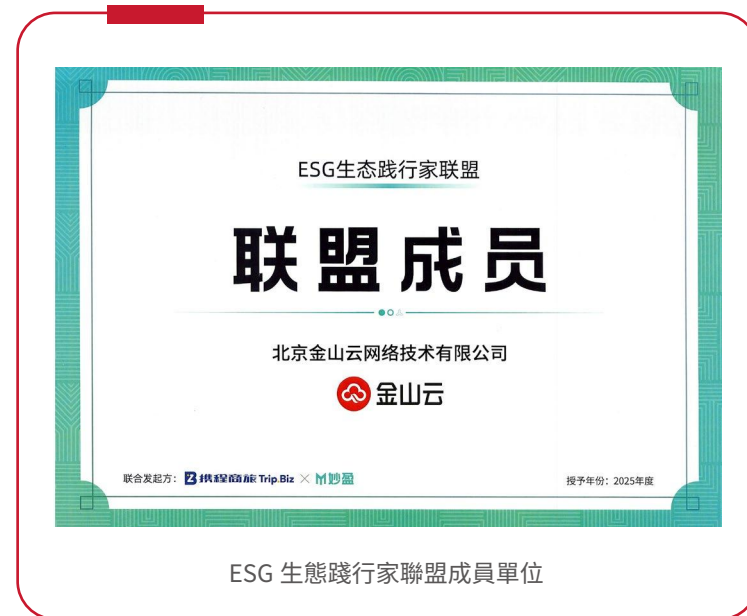 ESG生态践行家联盟
联盟成员
北京金山云网络技术有限公司
金山云
联合发起方： 携程商旅 Trip.Biz × M妙盈
授予年份：2025年度
ESG 生態踐行家聯盟成員單位